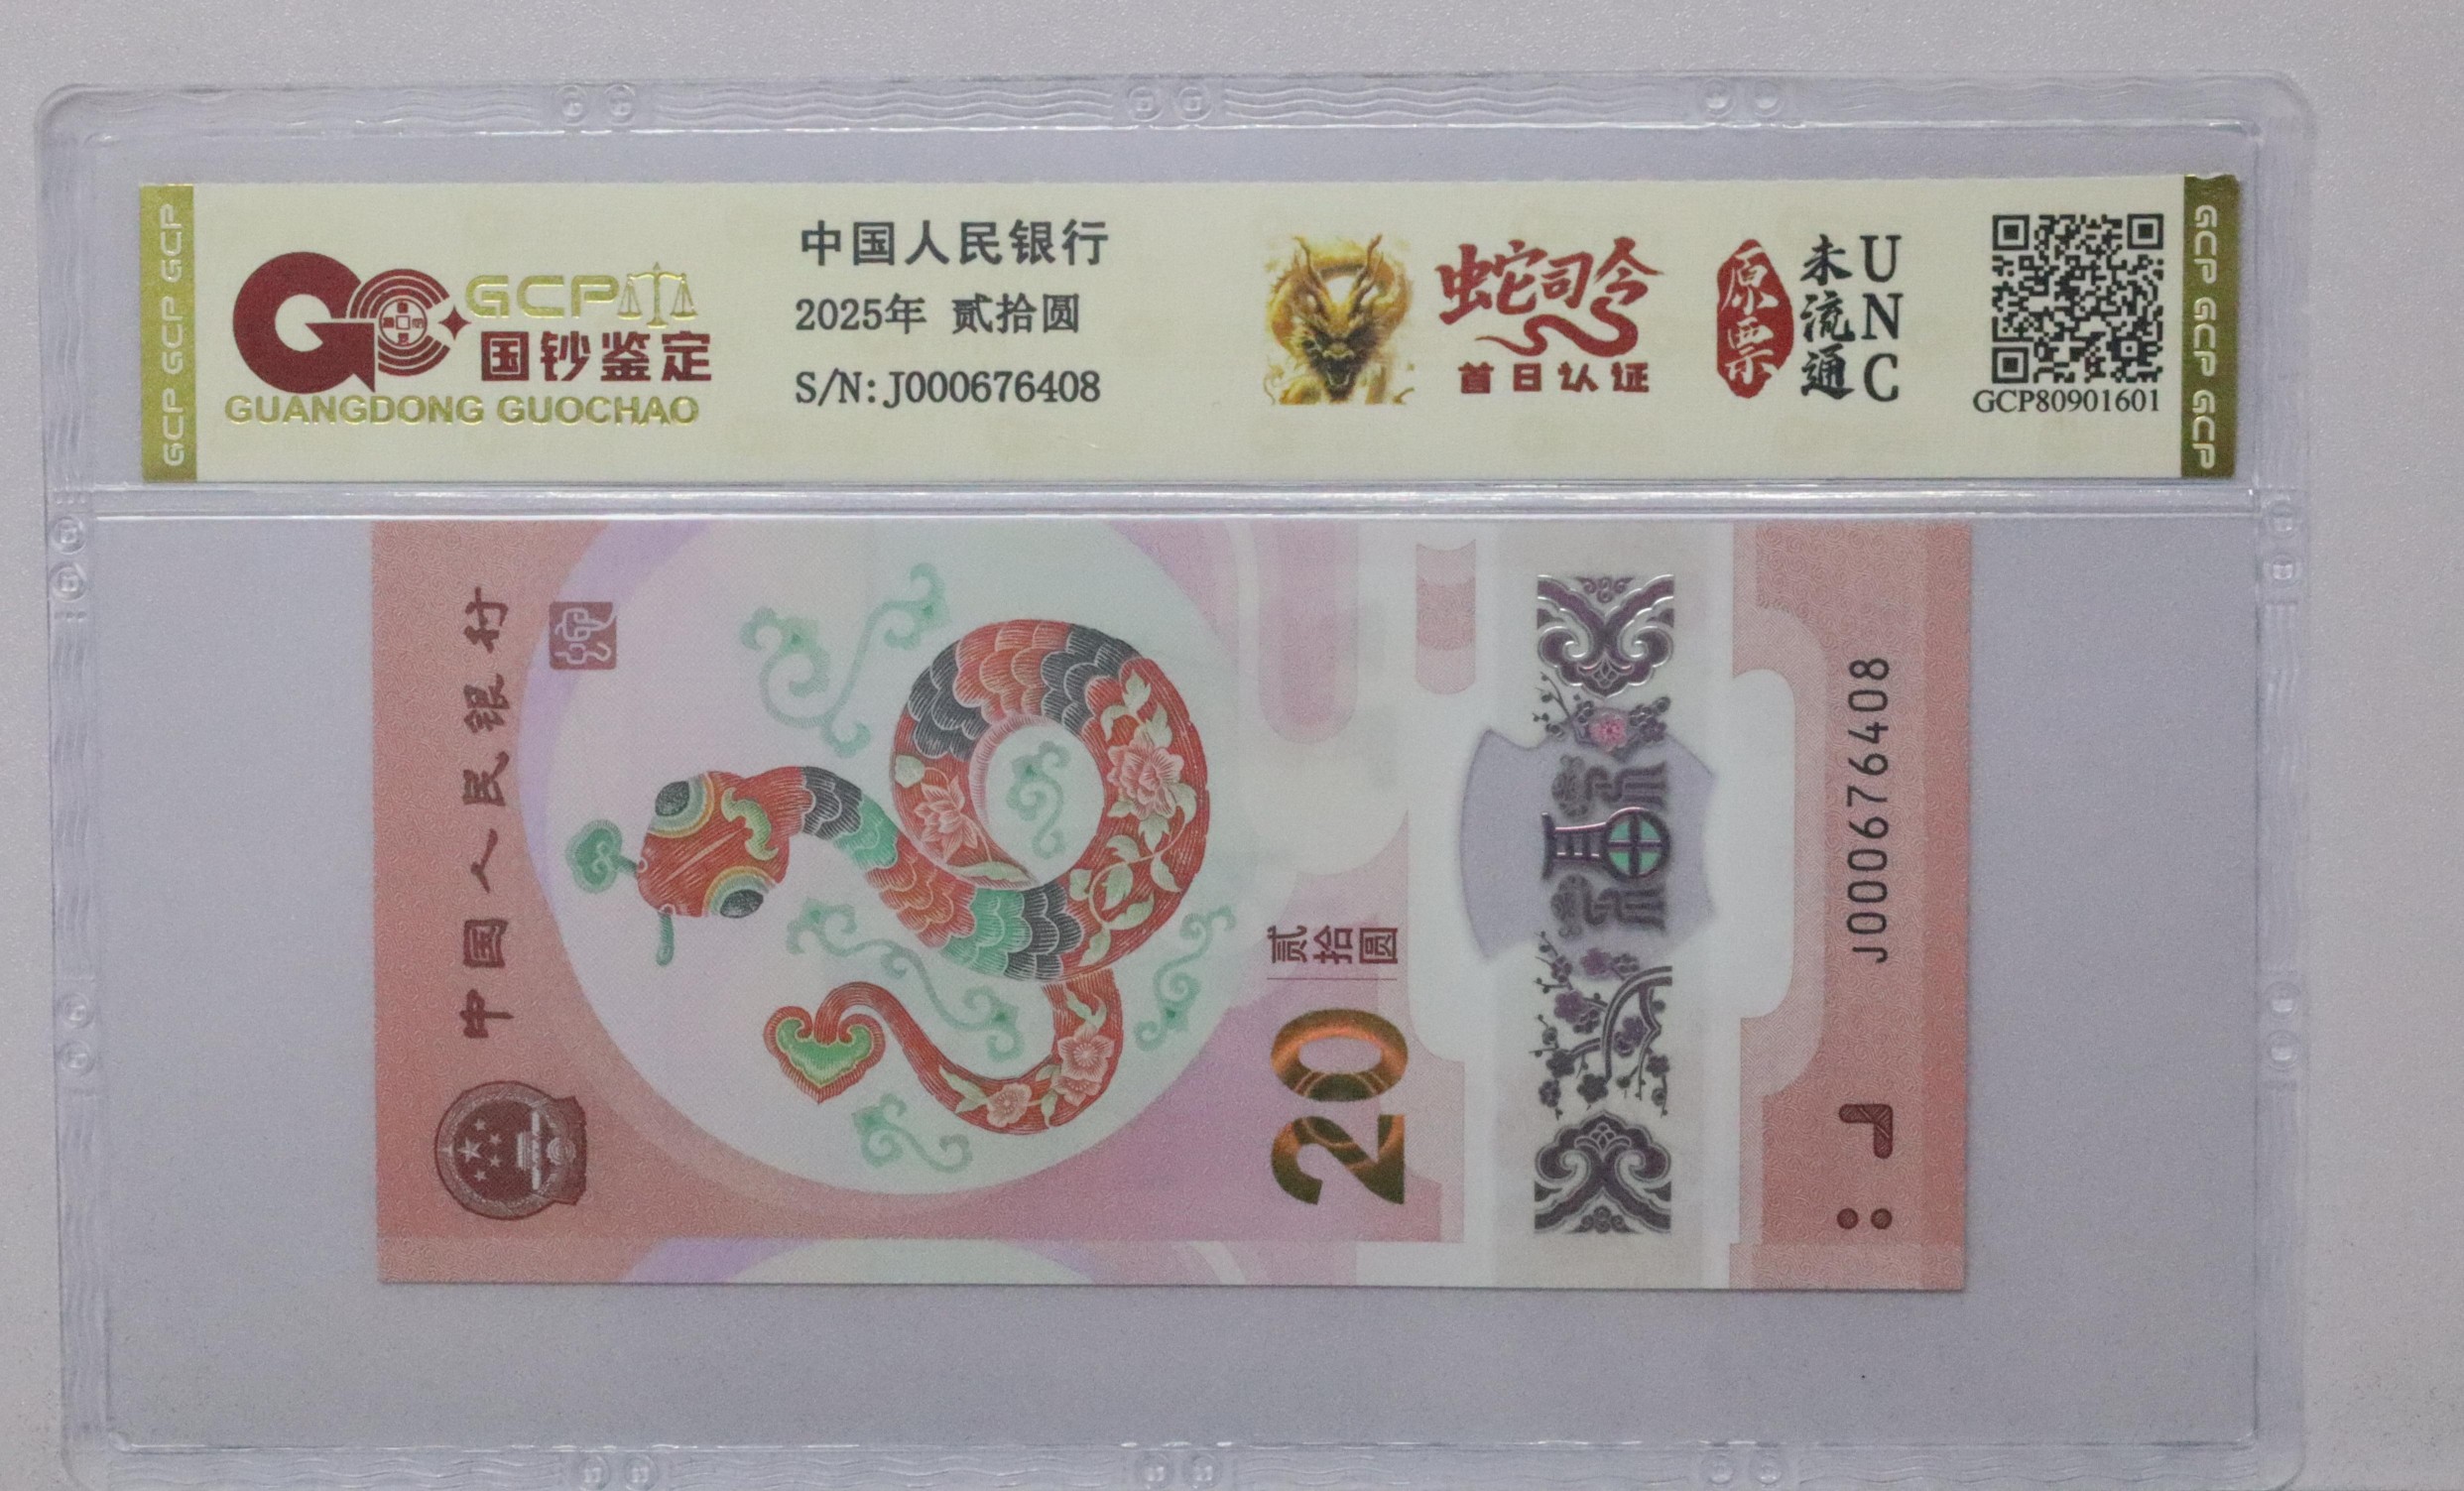 GCP GCP GCP
GCP
国钞鉴定
GUANGDONG GUOCHAO
中国人民银行
2025年 贰拾圆
S/N:J000676408
蛇司令
首日认证
原票
未流通
UNC
GCP80901601
GCP GCP GCP
中国人民银行
贰拾圆
20
福
J000676408